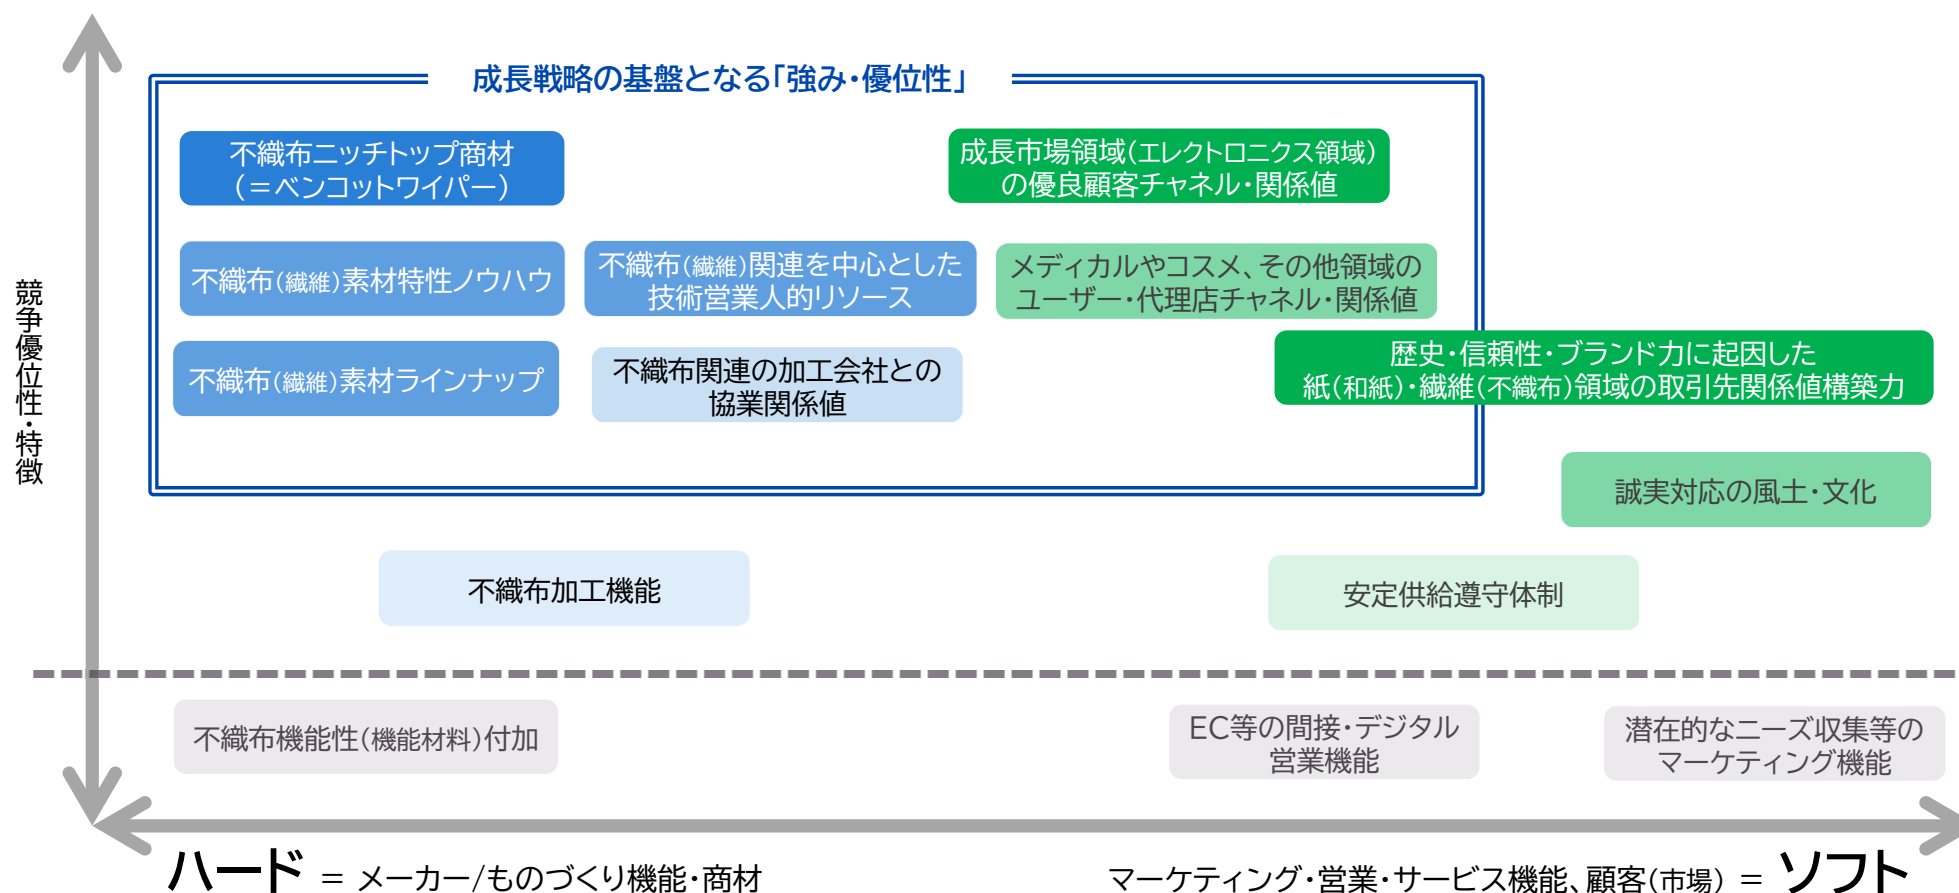 成長戦略の基盤となる「強み・優位性」
不織布ニッチトップ商材
（＝ベンコットワイパー）
成長市場領域(エレクトロニクス領域)
の優良顧客チャネル・関係値
不織布(繊維)素材特性ノウハウ
不織布(繊維)関連を中心とした
技術営業人的リソース
メディカルやコスメ、その他領域の
ユーザー・代理店チャネル・関係値
不織布(繊維)素材ラインナップ
不織布関連の加工会社との
協業関係値
歴史・信頼性・ブランド力に起因した
紙(和紙)・繊維(不織布)領域の取引先関係値構築力
誠実対応の風土・文化
競争優位性・特徴
不織布加工機能
安定供給遵守体制
不織布機能性(機能材料)付加
EC等の間接・デジタル
営業機能
潜在的なニーズ収集等の
マーケティング機能
ハード ＝ メーカー/ものづくり機能・商材
マーケティング・営業・サービス機能、顧客(市場) ＝ ソフト